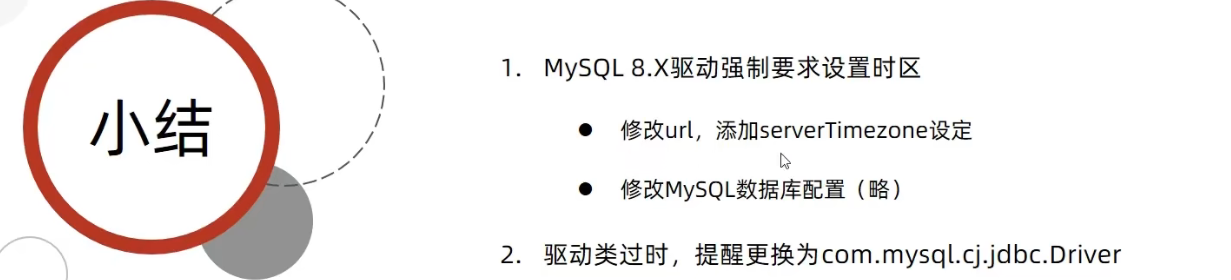 小结
1. MySQL 8.X驱动强制要求设置时区
● 修改url，添加serverTimezone设定
● 修改MySQL数据库配置（略）
2. 驱动类过时，提醒更换为com.mysql.cj.jdbc.Driver